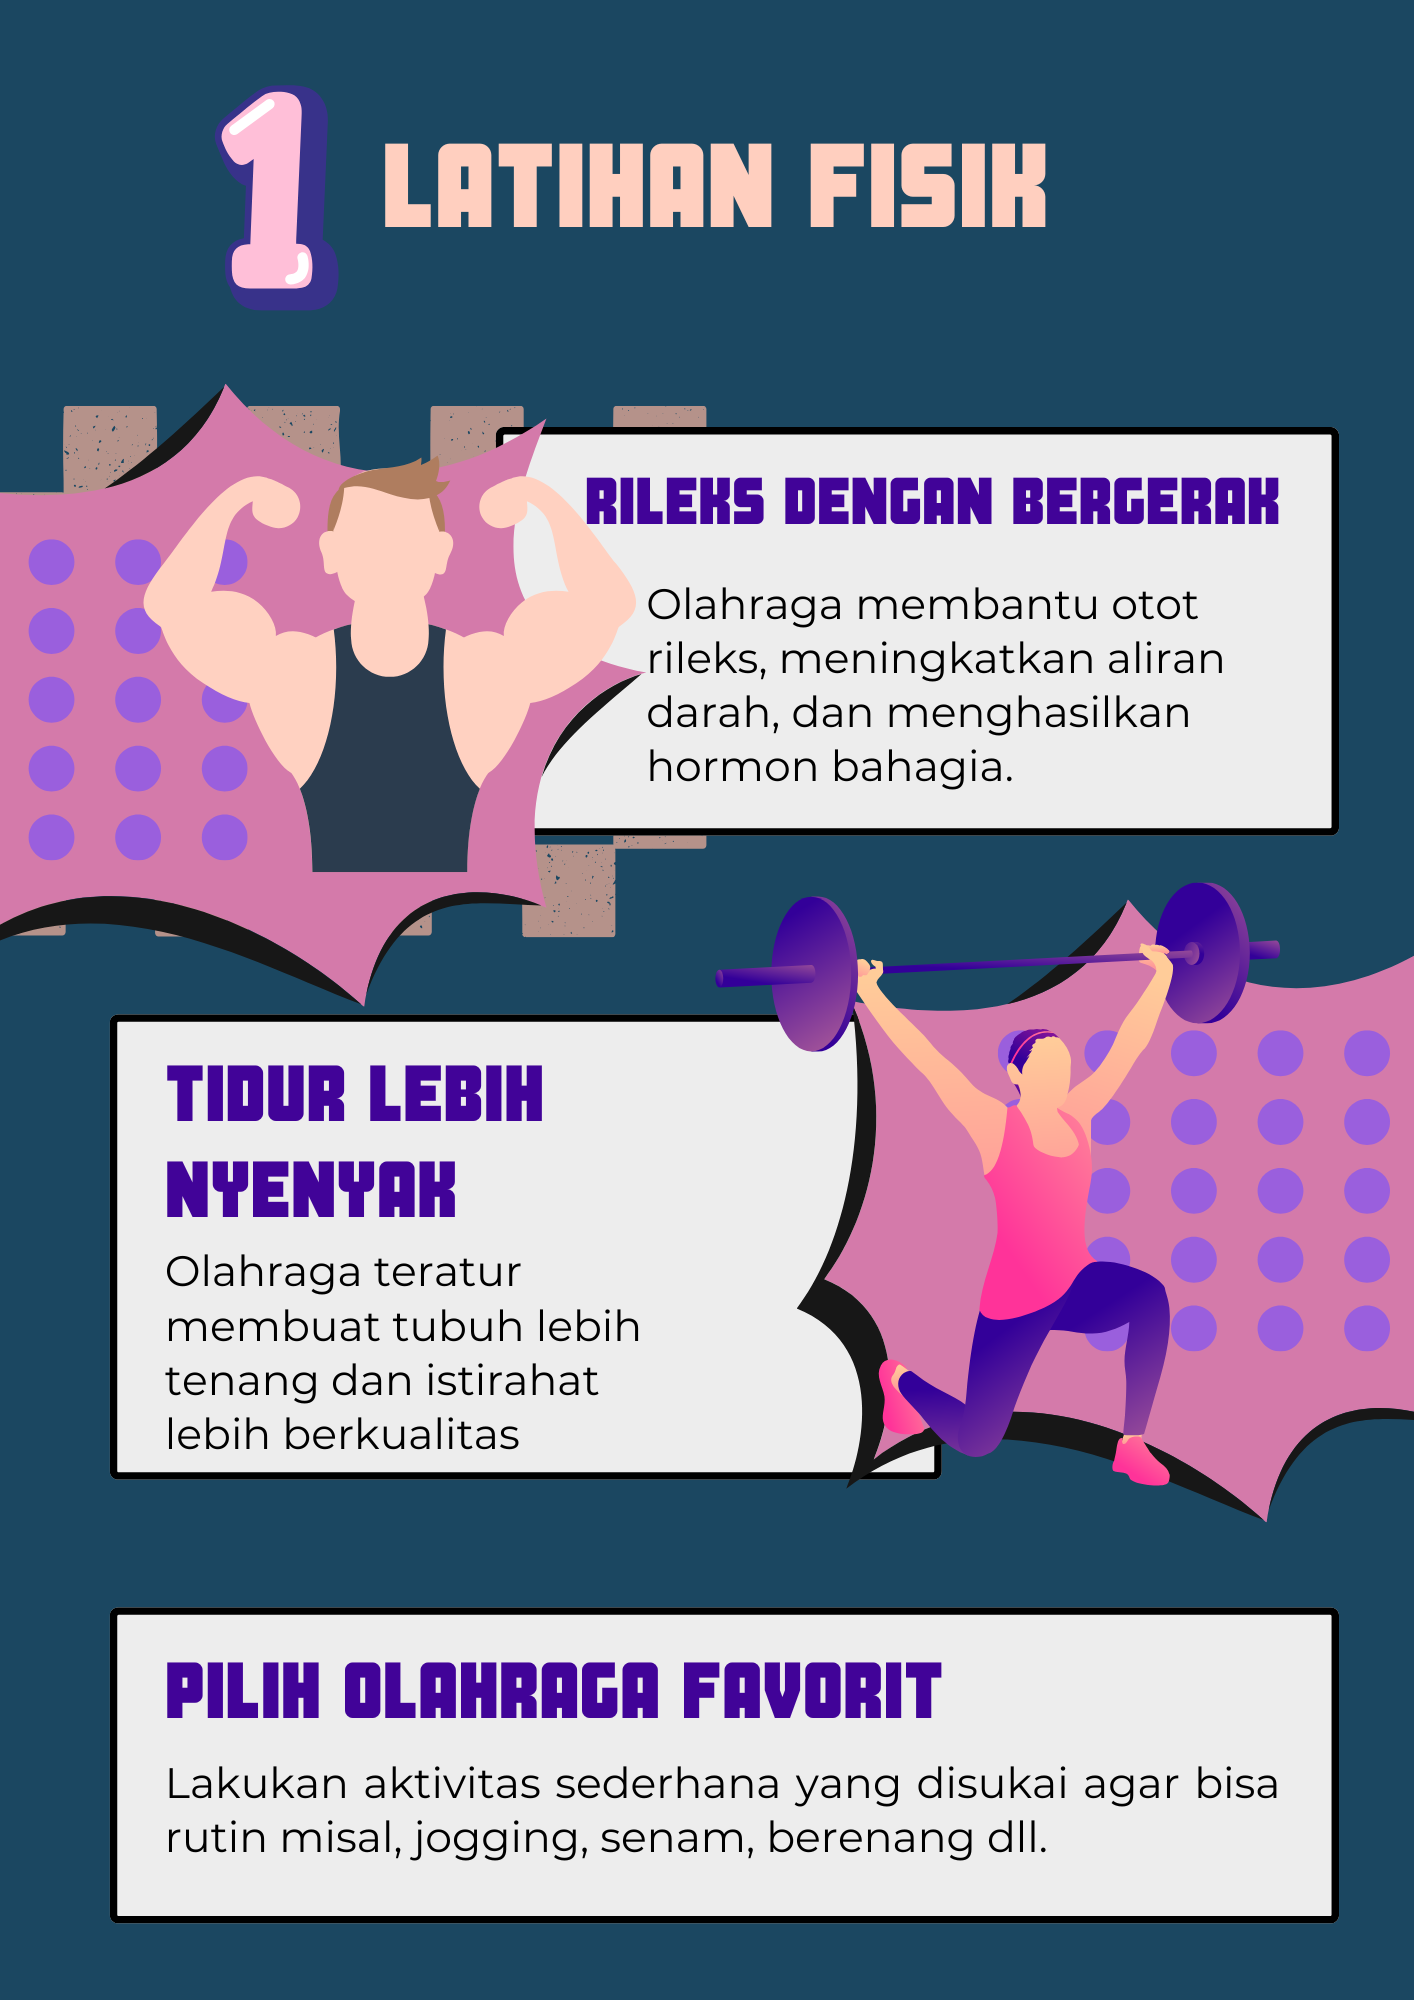 1
LATIHAN FISIK
RILEKS DENGAN BERGERAK
Olahraga membantu otot
rileks, meningkatkan aliran
darah, dan menghasilkan
hormon bahagia.
TIDUR LEBIH
NYENYAK
Olahraga teratur
membuat tubuh lebih
tenang dan istirahat
lebih berkualitas
PILIH OLAHRAGA FAVORIT
Lakukan aktivitas sederhana yang disukai agar bisa
rutin misal, jogging, senam, berenang dll.